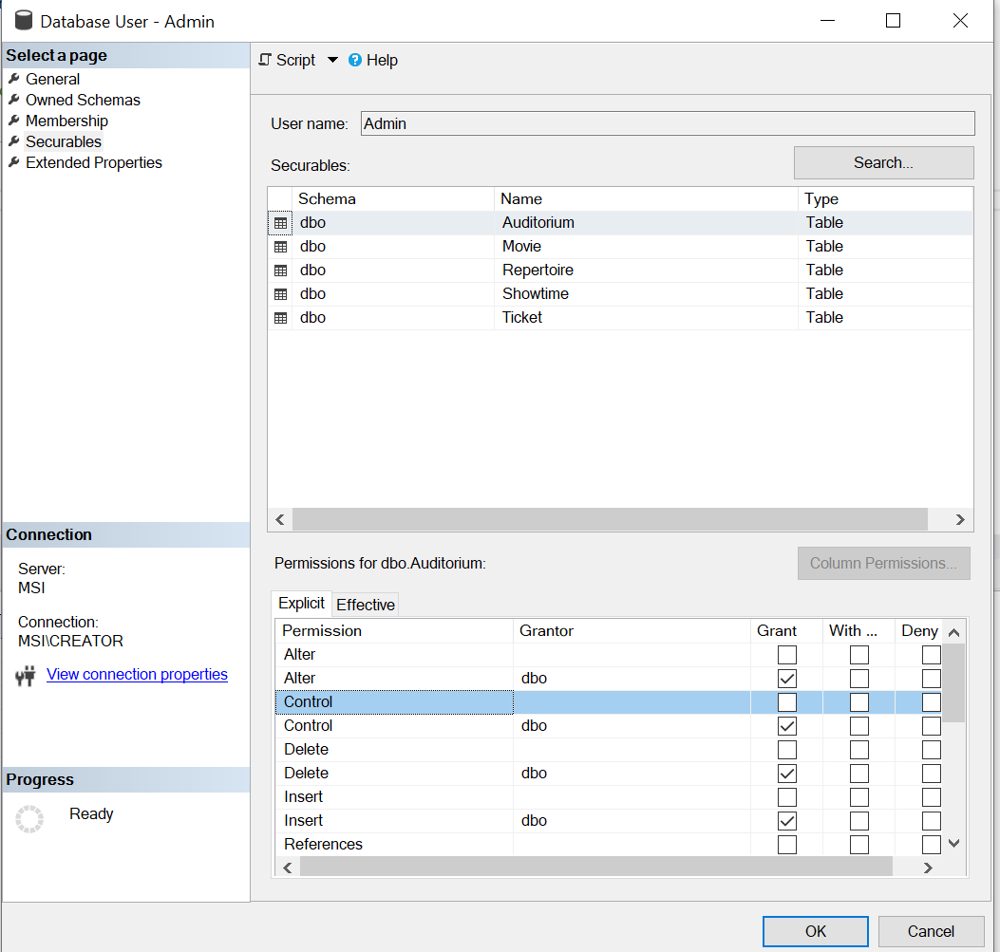 Database User - Admin
Select a page
General
Owned Schemas
Membership
Securables
Extended Properties
Connection
Server:
MSI
Connection:
MSI\CREATOR
View connection properties
Progress
Ready
Script Help
User name: Admin
Securables: Search...
Schema Name Type
dbo Auditorium Table
dbo Movie Table
dbo Repertoire Table
dbo Showtime Table
dbo Ticket Table
Permissions for dbo.Auditorium: Column Permissions...
Explicit Effective
Permission Grantor Grant With ... Deny
Alter
Alter dbo
Control
Control dbo
Delete
Delete dbo
Insert
Insert dbo
References
OK Cancel